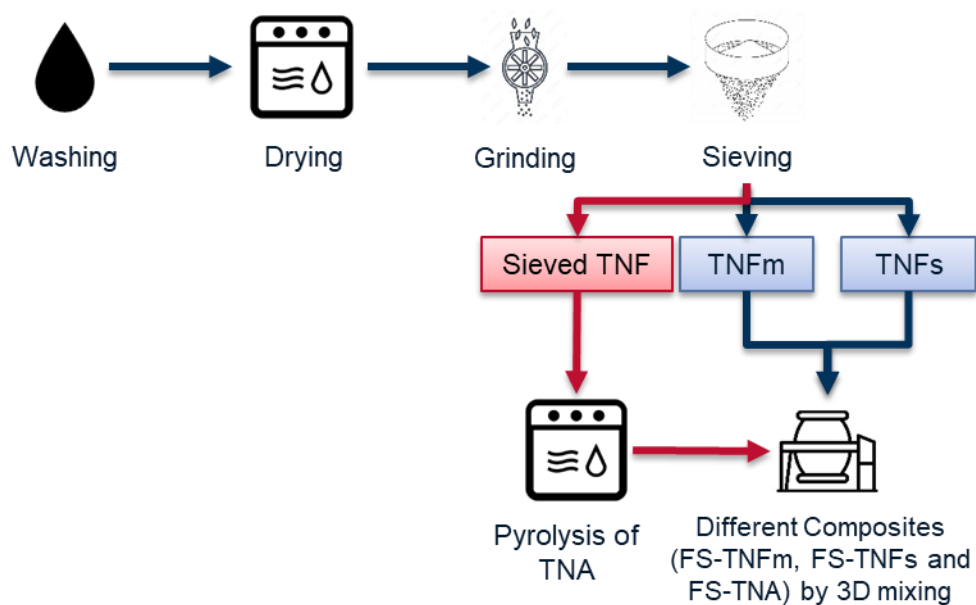 Washing
Drying
Grinding
Sieving
Sieved TNF
TNFm
TNFs
Pyrolysis of
TNA
Different Composites
(FS-TNFm, FS-TNFs and
FS-TNA) by 3D mixing